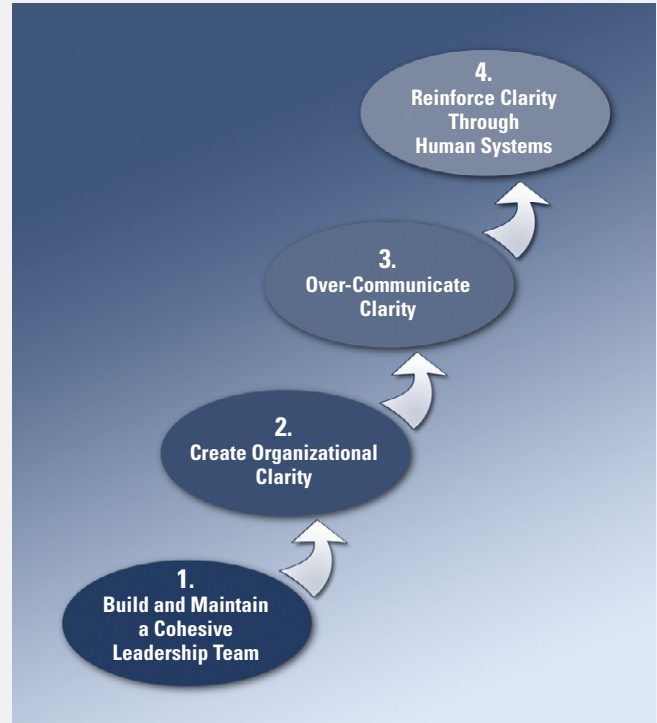 4.
Reinforce Clarity
Through
Human Systems
3.
Over-Communicate
Clarity
2.
Create Organizational
Clarity
1.
Build and Maintain
a Cohesive
Leadership Team